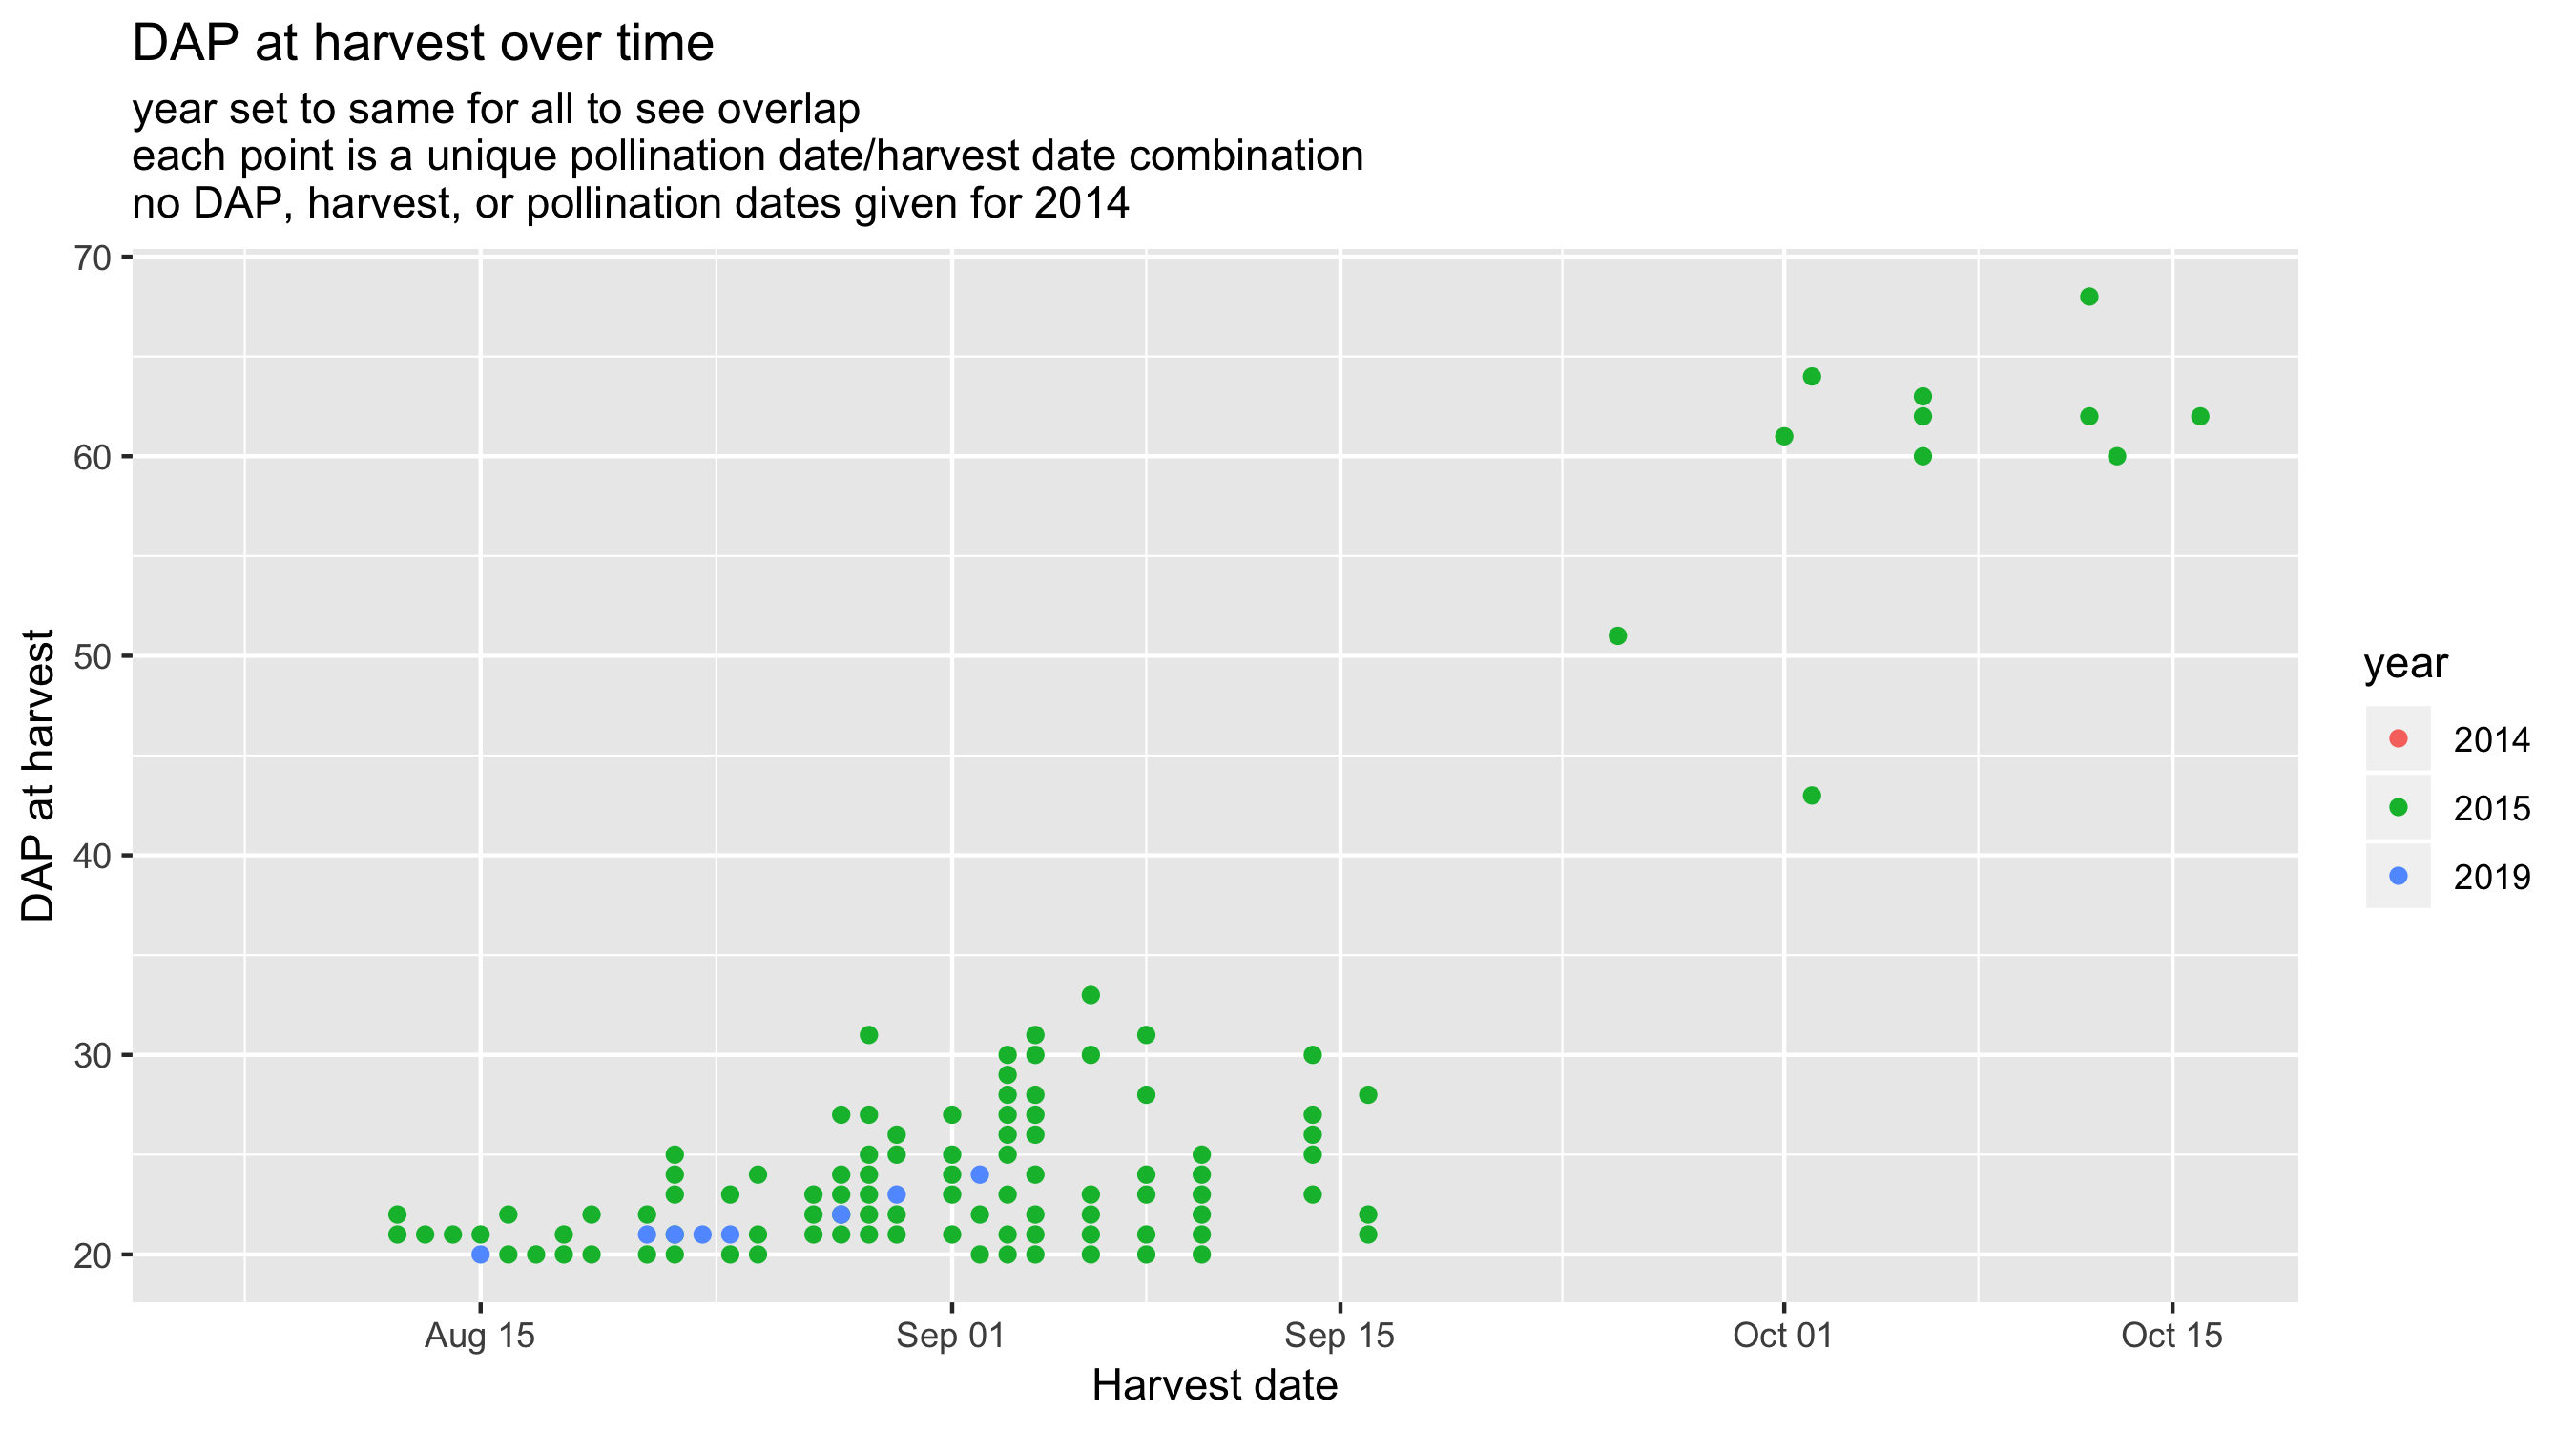 DAP at harvest over time
year set to same for all to see overlap
each point is a unique pollination date/harvest date combination
no DAP, harvest, or pollination dates given for 2014
70
60
50
40
30
20
DAP at harvest
Aug 15
Sep 01
Sep 15
Oct 01
Oct 15
Harvest date
year
2014
2015
2019